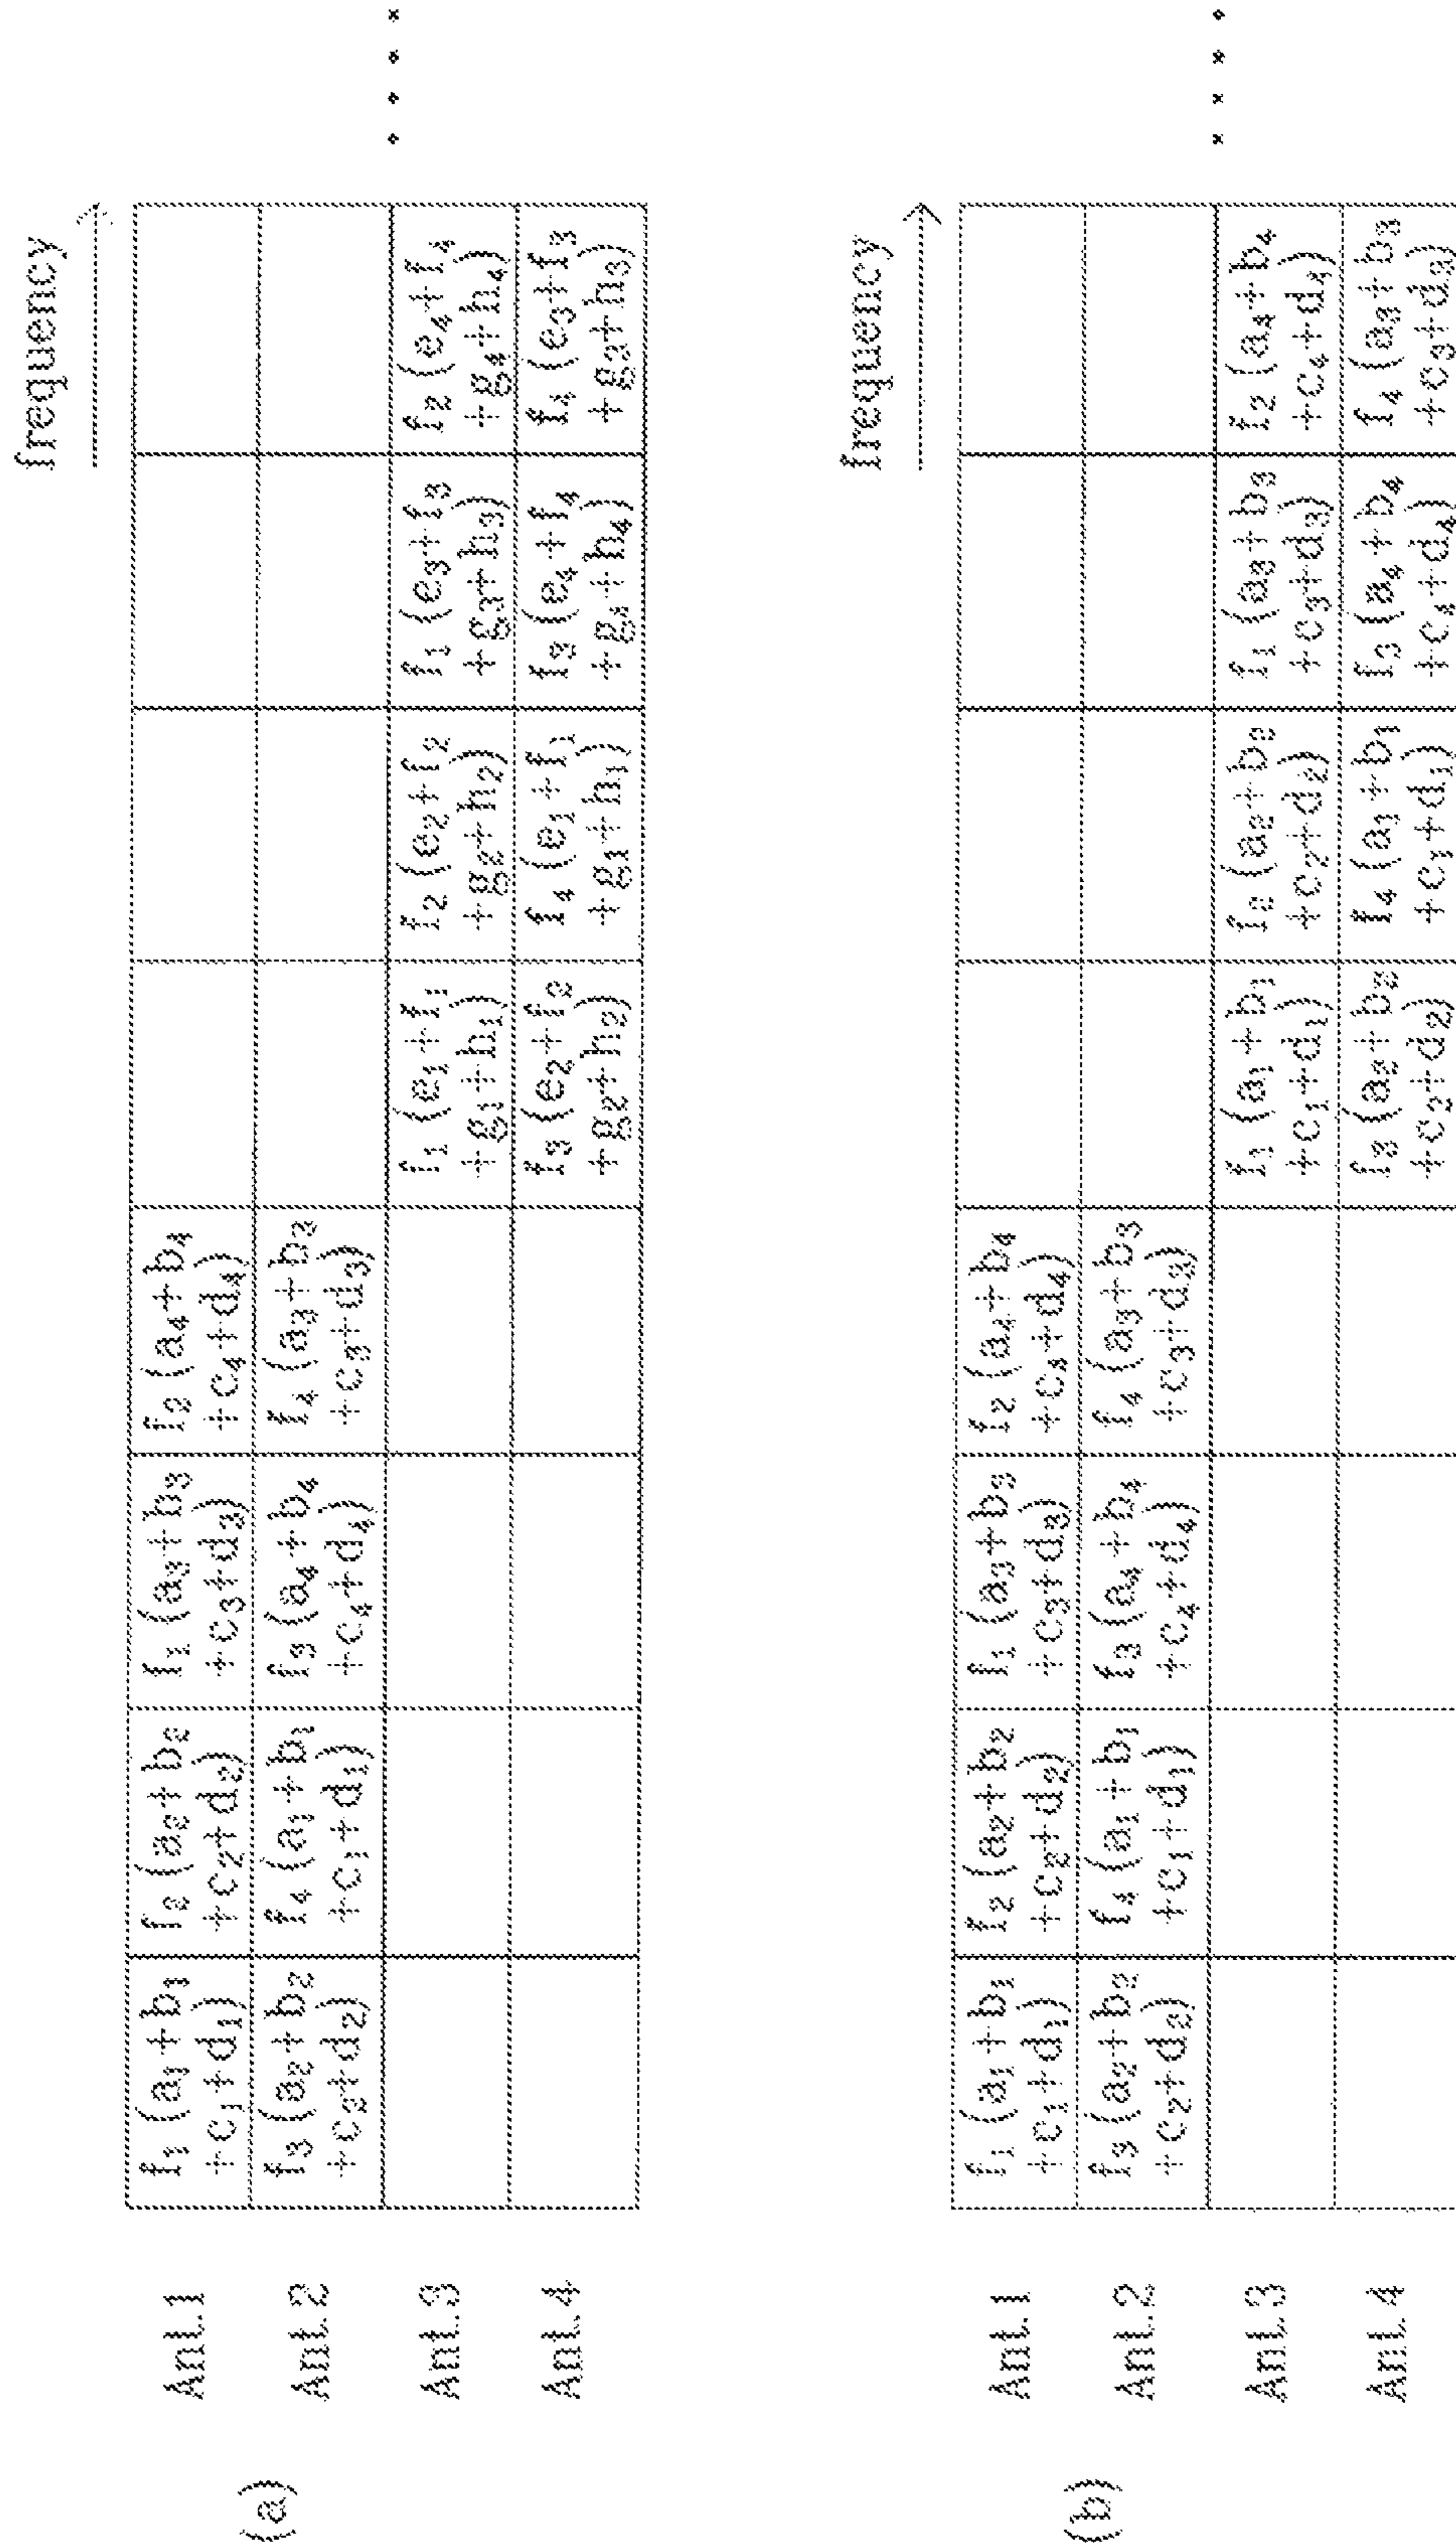 (a)
frequency
Ant.1 f₁(a₁+b₁ +c₁+d₁) f₂(a₂+b₂ +c₂+d₂) f₁(a₃+b₃ +c₃+d₃) f₂(a₄+b₄ +c₄+d₄)
Ant.2 f₃(a₂+b₂ +c₂+d₂) f₄(a₁+b₁ +c₁+d₁) f₃(a₄+b₄ +c₄+d₄) f₄(a₃+b₃ +c₃+d₃)
Ant.3 f₁(e₁+f₁ +g₁+h₁) f₂(e₂+f₂ +g₂+h₂) f₁(e₃+f₃ +g₃+h₃) f₂(e₄+f₄ +g₄+h₄)
Ant.4 f₃(e₂+f₂ +g₂+h₂) f₄(e₁+f₁ +g₁+h₁) f₃(e₄+f₄ +g₄+h₄) f₄(e₃+f₃ +g₃+h₃)
(b)
frequency
Ant.1 f₁(a₁+b₁ +c₁+d₁) f₂(a₂+b₂ +c₂+d₂) f₁(a₃+b₃ +c₃+d₃) f₂(a₄+b₄ +c₄+d₄)
Ant.2 f₃(a₂+b₂ +c₂+d₂) f₄(a₁+b₁ +c₁+d₁) f₃(a₄+b₄ +c₄+d₄) f₄(a₃+b₃ +c₃+d₃)
Ant.3 f₁(a₁+b₁ +c₁+d₁) f₂(a₂+b₂ +c₂+d₂) f₁(a₃+b₃ +c₃+d₃) f₂(a₄+b₄ +c₄+d₄)
Ant.4 f₃(a₂+b₂ +c₂+d₂) f₄(a₁+b₁ +c₁+d₁) f₃(a₄+b₄ +c₄+d₄) f₄(a₃+b₃ +c₃+d₃)